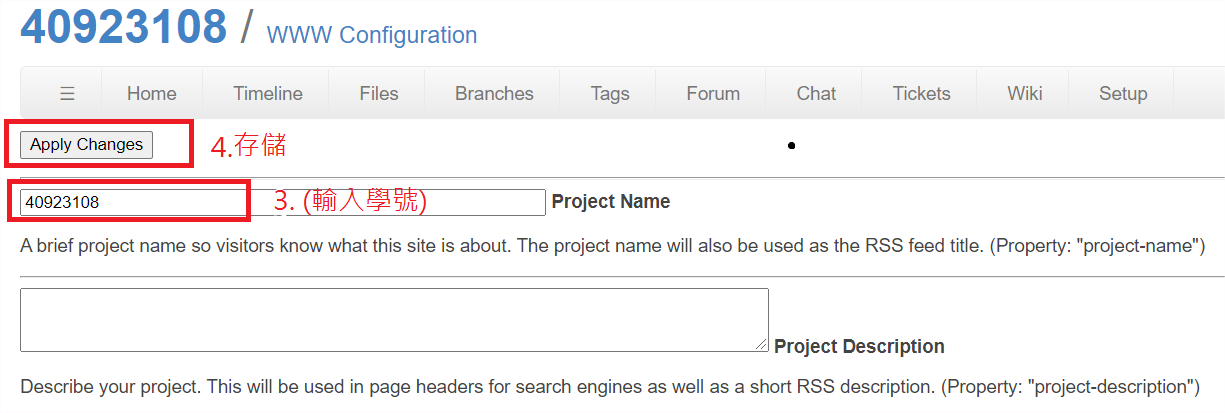 40923108 / WWW Configuration
☰ Home Timeline Files Branches Tags Forum Chat Tickets Wiki Setup
Apply Changes 4.存儲
40923108 3. (輸入學號) Project Name
A brief project name so visitors know what this site is about. The project name will also be used as the RSS feed title. (Property: "project-name")
Project Description
Describe your project. This will be used in page headers for search engines as well as a short RSS description. (Property: "project-description")